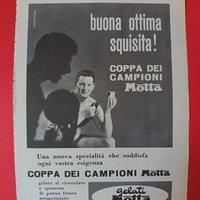 buona ottima
squisita!
COPPA DEI
CAMPIONI
Motta
Una nuova specialità che soddisfa
ogni vostra esigenza
COPPA DEI CAMPIONI Motta
gelato al cioccolato
e spumone
di panna fresca
gelati
Motta